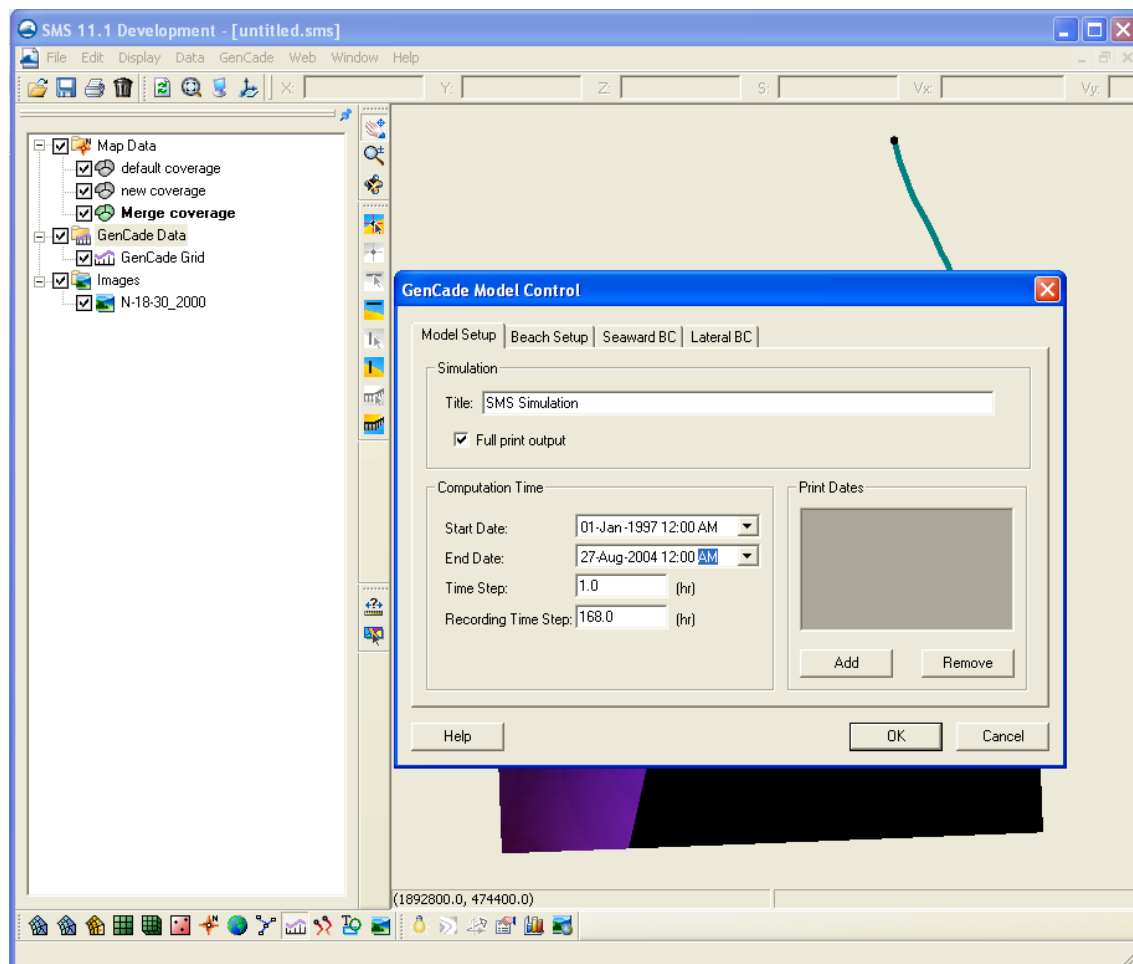 SMS 11.1 Development - [untitled.sms]
File Edit Display Data GenCade Web Window Help
X: Y: Z: S: Vx: Vy:
Map Data
default coverage
new coverage
Merge coverage
GenCade Data
GenCade Grid
Images
N-18-30_2000
GenCade Model Control
Model Setup Beach Setup Seaward BC Lateral BC
Simulation
Title: SMS Simulation
Full print output
Computation Time
Start Date: 01-Jan-1997 12:00 AM
End Date: 27-Aug-2004 12:00 AM
Time Step: 1.0 (hr)
Recording Time Step: 168.0 (hr)
Print Dates
Add Remove
Help OK Cancel
(1892800.0, 474400.0)